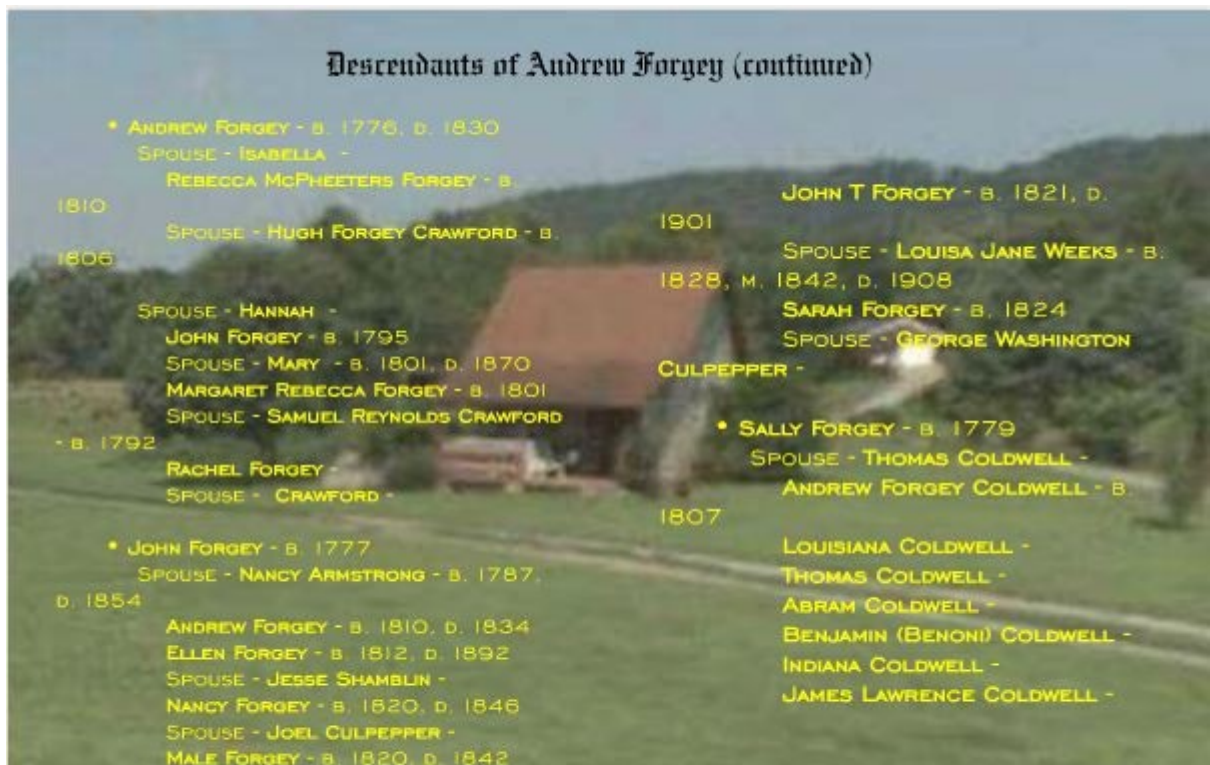 Descendants of Andrew Forgey (continued)
• ANDREW FORGEY - B. 1776, D. 1830
SPOUSE - ISABELLA -
REBECCA MCPHEETERS FORGEY - B.
1810
SPOUSE - HUGH FORGEY CRAWFORD - B.
1806
SPOUSE - HANNAH -
JOHN FORGEY - B. 1795
SPOUSE - MARY - B. 1801, D. 1870
MARGARET REBECCA FORGEY - B. 1801
SPOUSE - SAMUEL REYNOLDS CRAWFORD
- B. 1792
RACHEL FORGEY -
SPOUSE - CRAWFORD -
• JOHN FORGEY - B. 1777
SPOUSE - NANCY ARMSTRONG - B. 1787,
D. 1854
ANDREW FORGEY - B. 1810, D. 1834
ELLEN FORGEY - B. 1812, D. 1892
SPOUSE - JESSE SHAMBLIN -
NANCY FORGEY - B. 1820, D. 1846
SPOUSE - JOEL CULPEPPER -
MALE FORGEY - B. 1820, D. 1842
JOHN T FORGEY - B. 1821, D.
1901
SPOUSE - LOUISA JANE WEEKS - B.
1828, M. 1842, D. 1908
SARAH FORGEY - B. 1824
SPOUSE - GEORGE WASHINGTON
CULPEPPER -
• SALLY FORGEY - B. 1779
SPOUSE - THOMAS COLDWELL -
ANDREW FORGEY COLDWELL - B.
1807
LOUISIANA COLDWELL -
THOMAS COLDWELL -
ABRAM COLDWELL -
BENJAMIN (BENONI) COLDWELL -
INDIANA COLDWELL -
JAMES LAWRENCE COLDWELL -